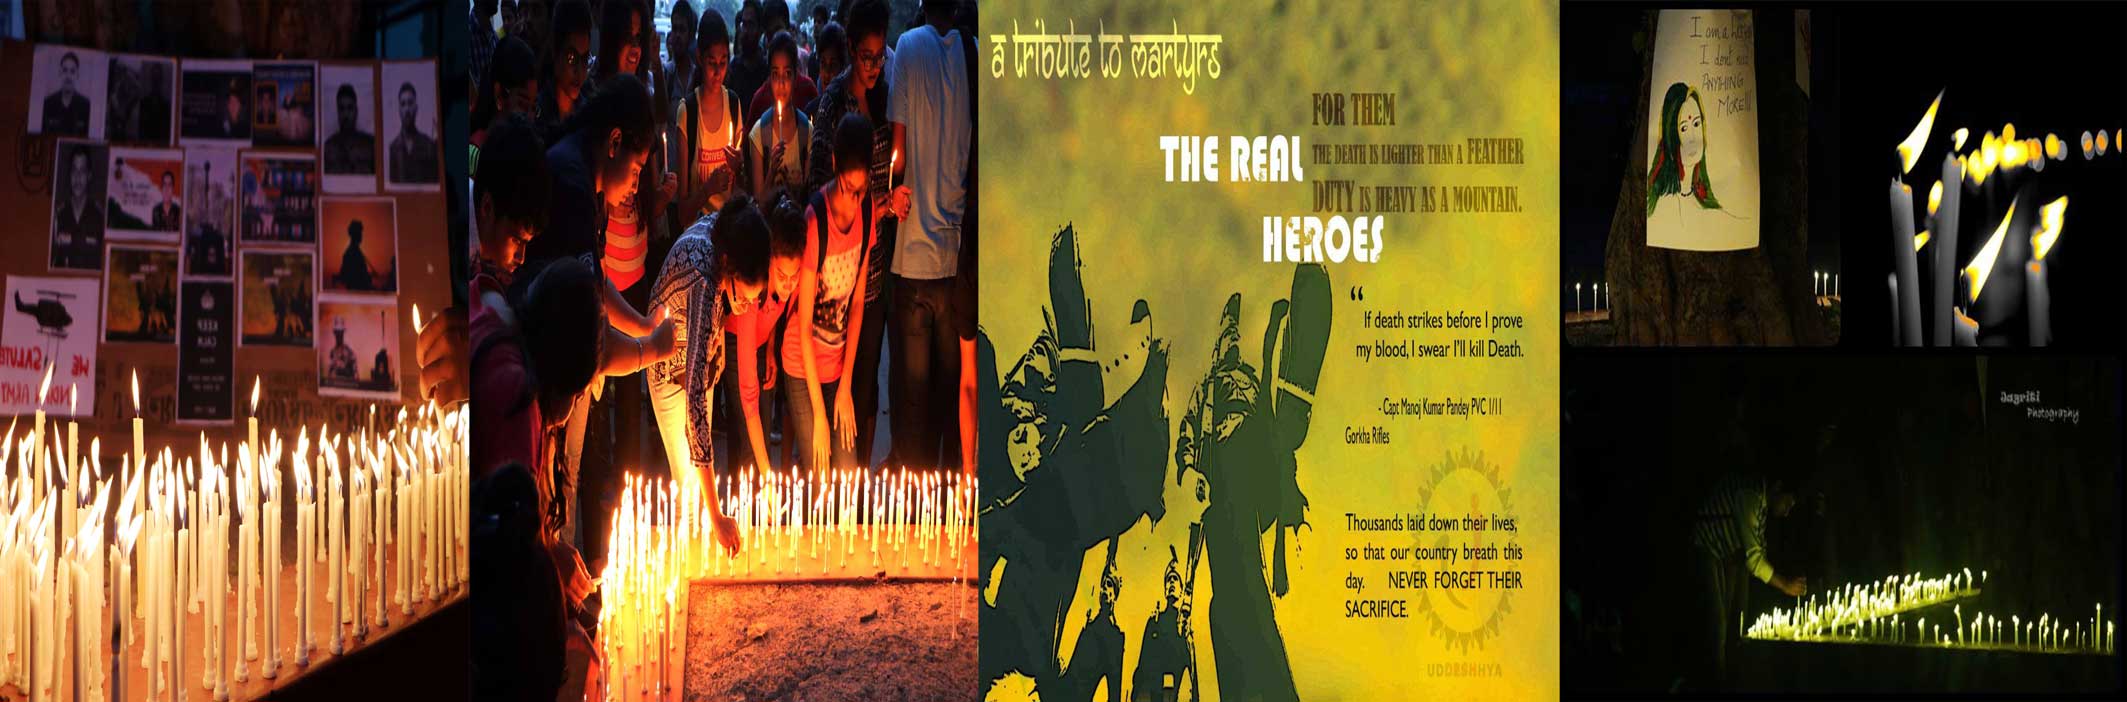 WE
SALUTE
INDIAN ARMY
KEEP
CALM
CONVERSE
a tribute to martyrs
FOR THEM
THE DEATH IS LIGHTER THAN A FEATHER
DUTY IS HEAVY AS A MOUNTAIN.
THE REAL
HEROES
“
If death strikes before I prove
my blood, I swear I'll kill Death.
- Capt Manoj Kumar Pandey PVC 1/11
Gorkha Rifles
Thousands laid down their lives,
so that our country breath this
day. NEVER FORGET THEIR
SACRIFICE.
UDDESHHYA
I am a
I don't
ANYTHING
MORE!!
Jagriti
Photography